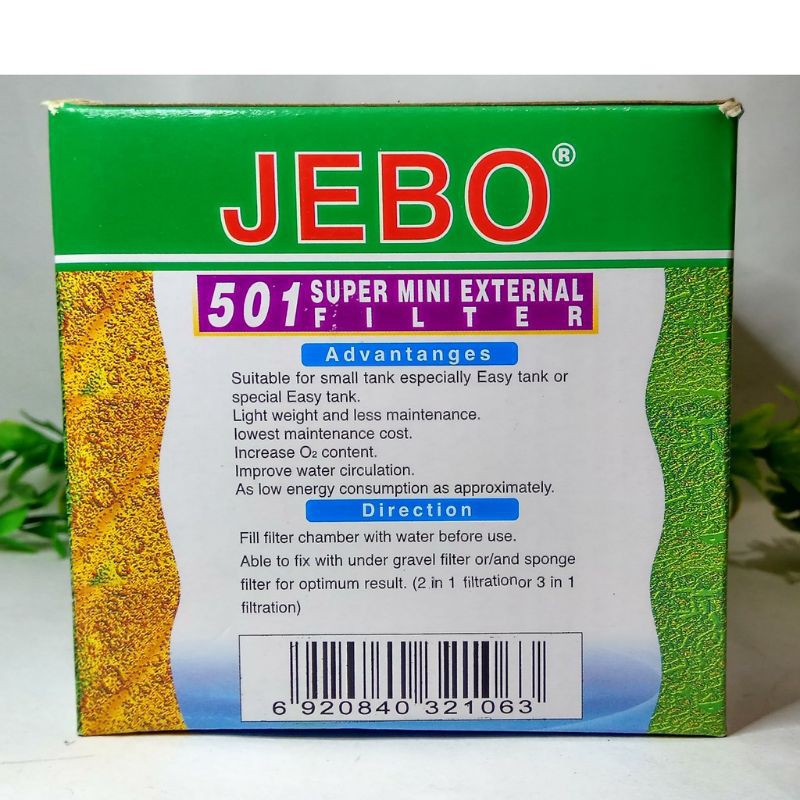 JEBO®
501 SUPER MINI EXTERNAL
FILTER
Advantanges
Suitable for small tank especially Easy tank or
special Easy tank.
Light weight and less maintenance.
lowest maintenance cost.
Increase O₂ content.
Improve water circulation.
As low energy consumption as approximately.
Direction
Fill filter chamber with water before use.
Able to fix with under gravel filter or/and sponge
filter for optimum result. (2 in 1 filtration or 3 in 1
filtration)
6 920840 321063